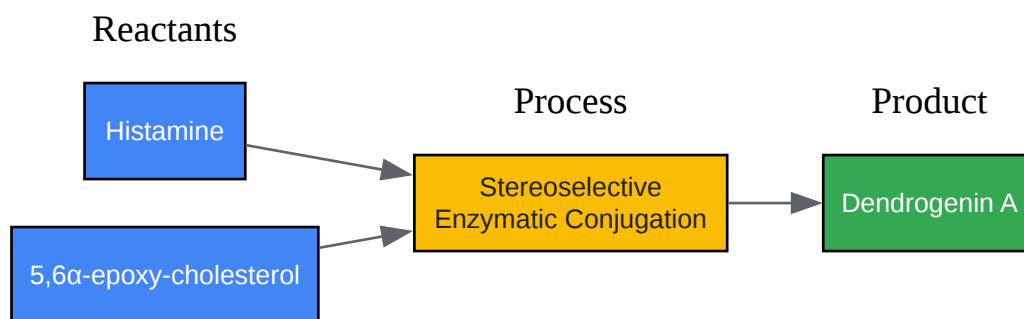 Reactants
Histamine
5,6α-epoxy-cholesterol
Process
Stereoselective
Enzymatic Conjugation
Product
Dendrogenin A